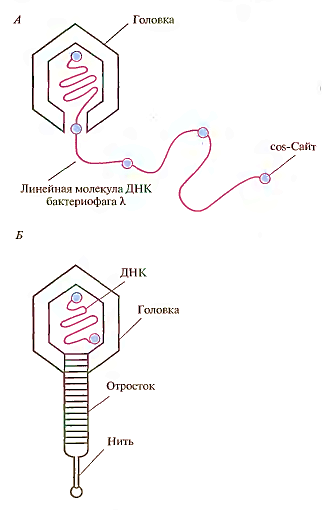 А
Головка
cos-Сайт
Линейная молекула ДНК
бактериофага λ
Б
ДНК
Головка
Отросток
Нить